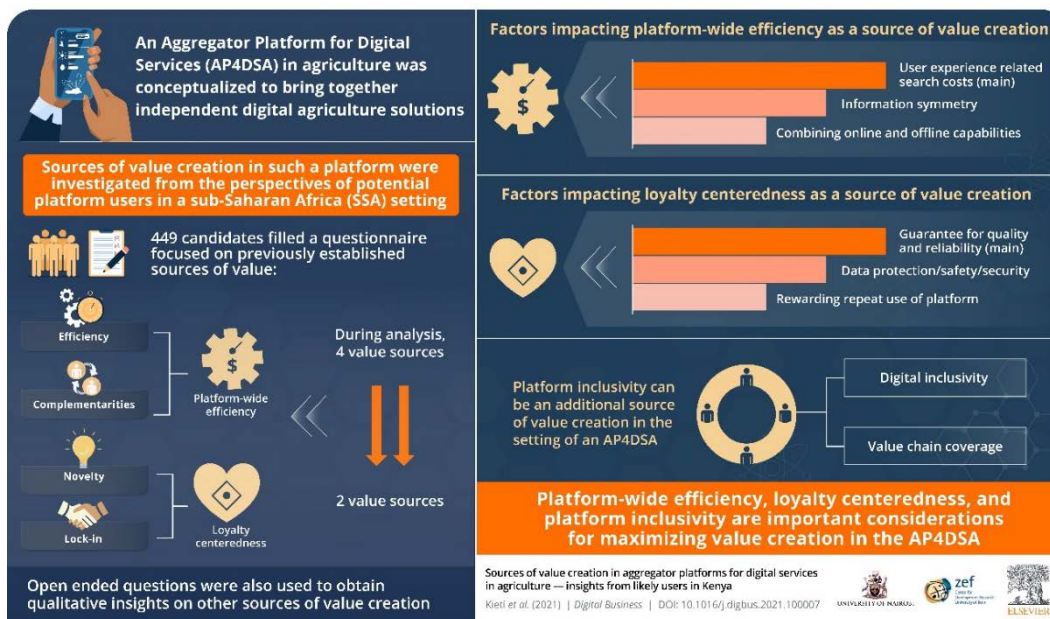 An Aggregator Platform for Digital
Services (AP4DSA) in agriculture was
conceptualized to bring together
independent digital agriculture solutions
Sources of value creation in such a platform were
investigated from the perspectives of potential
platform users in a sub-Saharan Africa (SSA) setting
449 candidates filled a questionnaire
focused on previously established
sources of value:
Efficiency
Complementarities
$
Platform-wide
efficiency
During analysis,
4 value sources
Novelty
Lock-in
Loyalty
centeredness
2 value sources
Open ended questions were also used to obtain
qualitative insights on other sources of value creation
Factors impacting platform-wide efficiency as a source of value creation
$
User experience related
search costs (main)
Information symmetry
Combining online and offline capabilities
Factors impacting loyalty centeredness as a source of value creation
Guarantee for quality
and reliability (main)
Data protection/safety/security
Rewarding repeat use of platform
Platform inclusivity can
be an additional source
of value creation in the
setting of an AP4DSA
Digital inclusivity
Value chain coverage
Platform-wide efficiency, loyalty centeredness, and
platform inclusivity are important considerations
for maximizing value creation in the AP4DSA
Sources of value creation in aggregator platforms for digital services
in agriculture — insights from likely users in Kenya
Kieti et al. (2021) | Digital Business | DOI: 10.1016/j.digbus.2021.100007
UNIVERSITY OF NAIROBI
zef
Center for
Development Research
University of Bonn
ELSEVIER